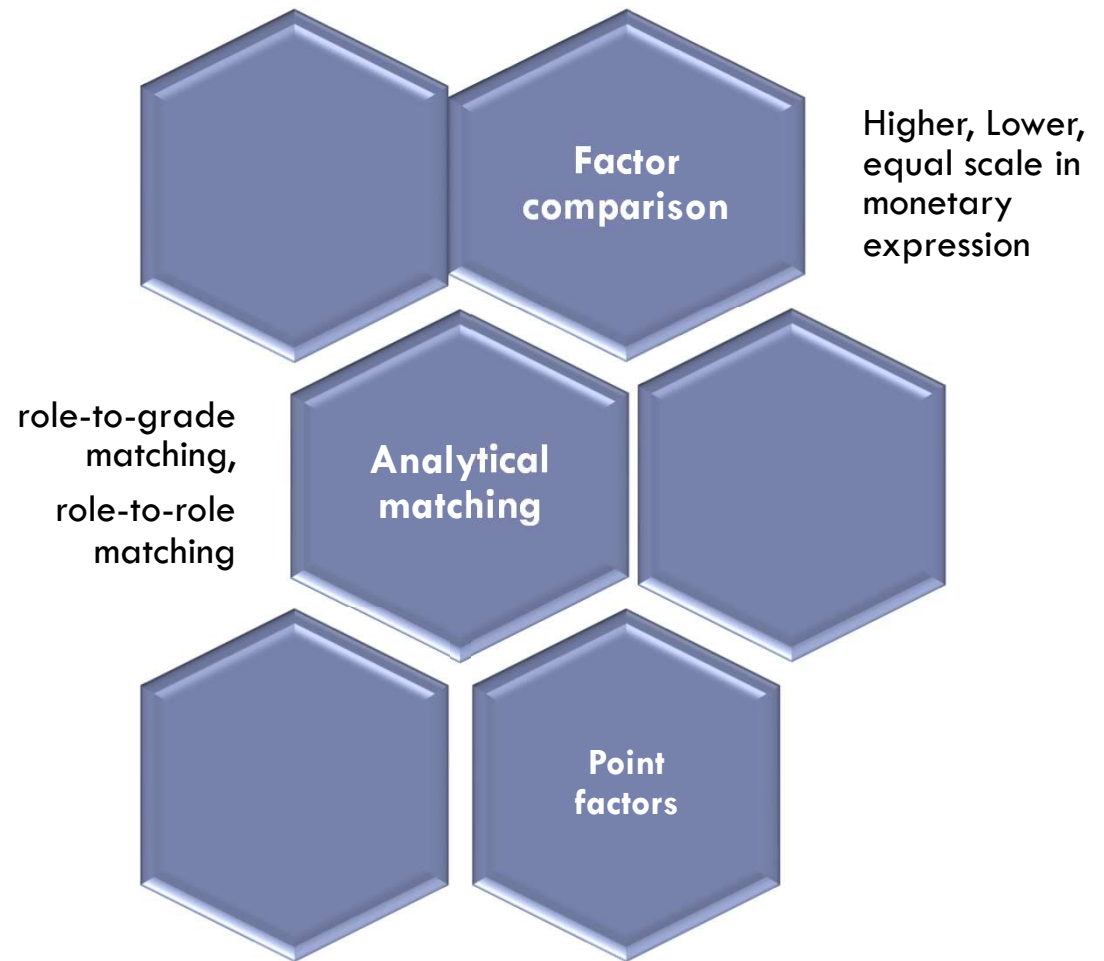 Factor
comparison
Higher, Lower,
equal scale in
monetary
expression
role-to-grade
matching,
role-to-role
matching
Analytical
matching
Point
factors